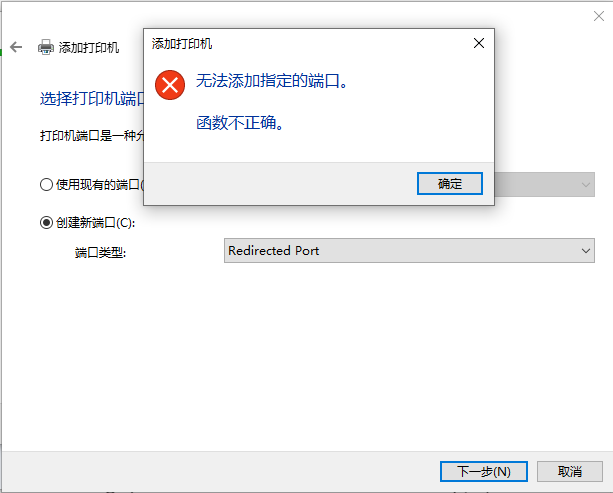 添加打印机
添加打印机
无法添加指定的端口。
函数不正确。
确定
选择打印机端口
打印机端口是一种允
使用现有的端口(
创建新端口(C):
端口类型:
Redirected Port
下一步(N)
取消